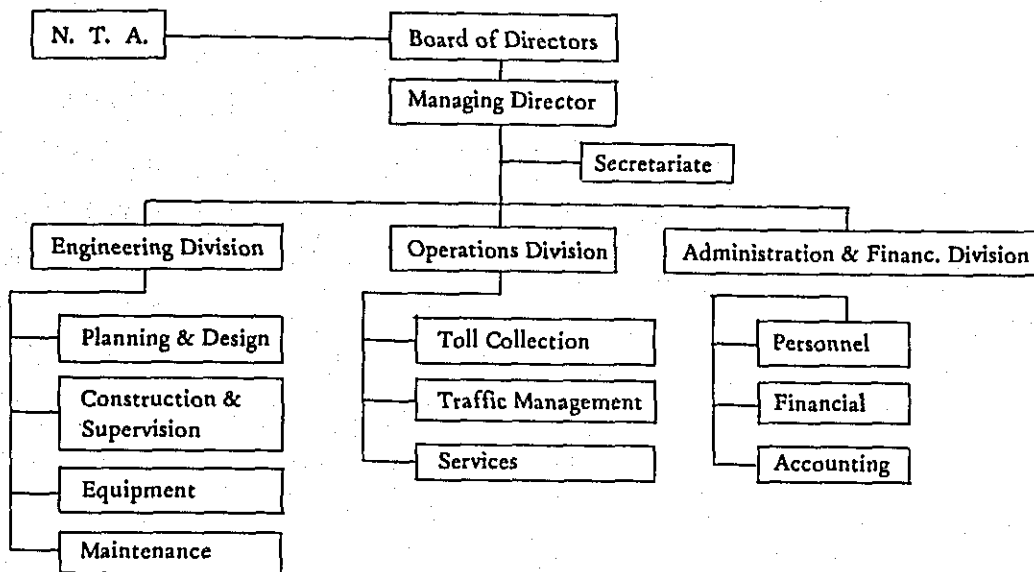 N. T. A.
Board of Directors
Managing Director
Secretariate
Engineering Division
Operations Division
Administration & Financ. Division
Planning & Design
Construction &
Supervision
Equipment
Maintenance
Toll Collection
Traffic Management
Services
Personnel
Financial
Accounting